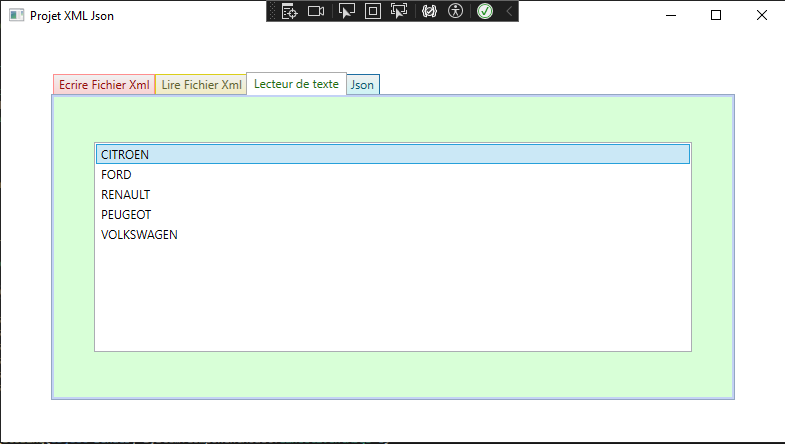 Projet XML Json
Ecrire Fichier Xml
Lire Fichier Xml
Lecteur de texte
Json
CITROEN
FORD
RENAULT
PEUGEOT
VOLKSWAGEN